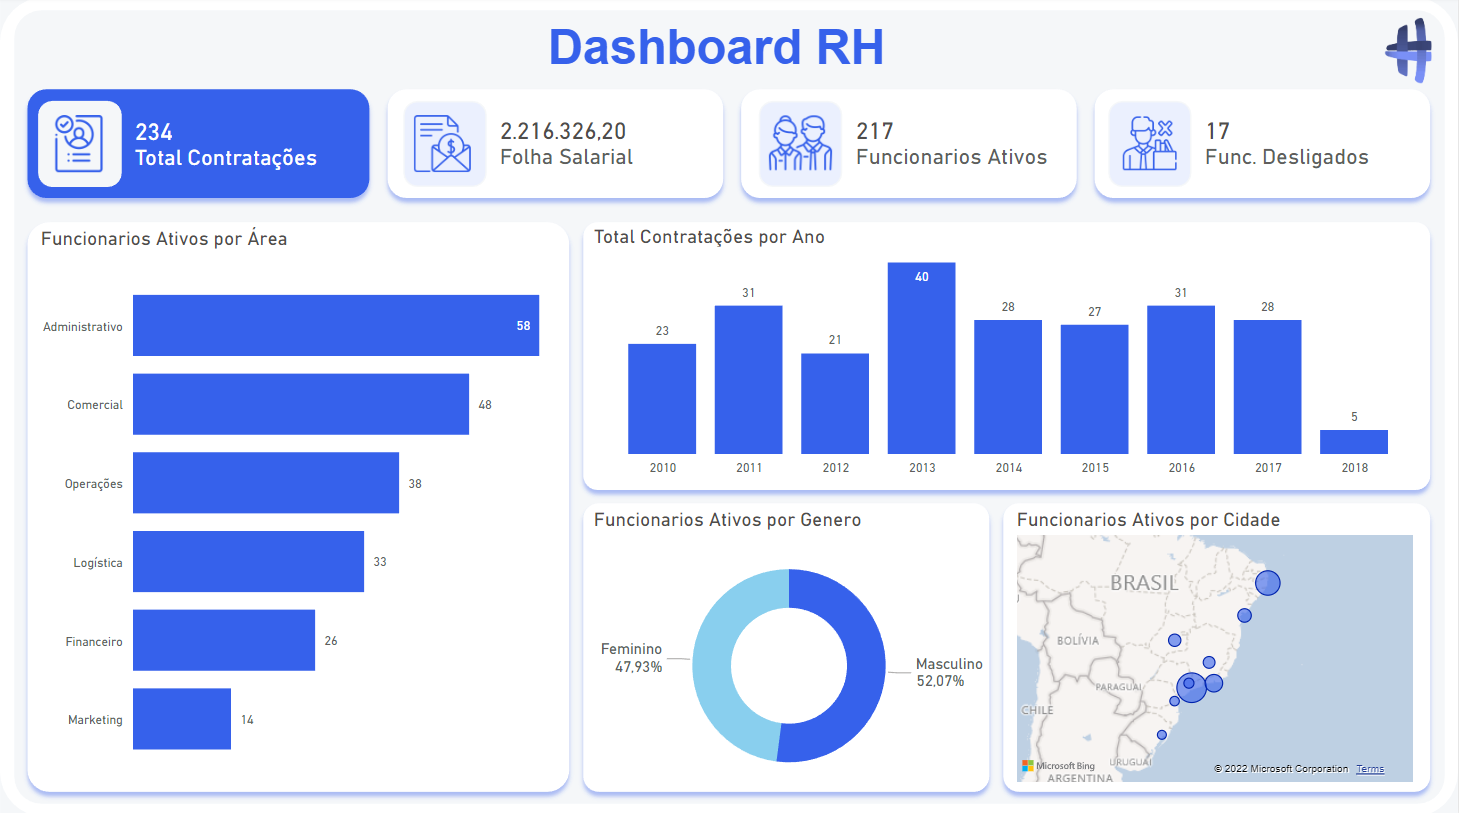 Dashboard RH
234
Total Contratações
2.216.326,20
Folha Salarial
217
Funcionarios Ativos
17
Func. Desligados
Funcionarios Ativos por Área
Administrativo
58
Comercial
48
Operações
38
Logística
33
Financeiro
26
Marketing
14
Total Contratações por Ano
23
31
21
40
28
27
31
28
5
2010
2011
2012
2013
2014
2015
2016
2017
2018
Funcionarios Ativos por Genero
Feminino
47,93%
Masculino
52,07%
Funcionarios Ativos por Cidade
BRASIL
BOLÍVIA
PARAGUAI
CHILE
URUGUAI
ARGENTINA
Microsoft Bing
© 2022 Microsoft Corporation Terms